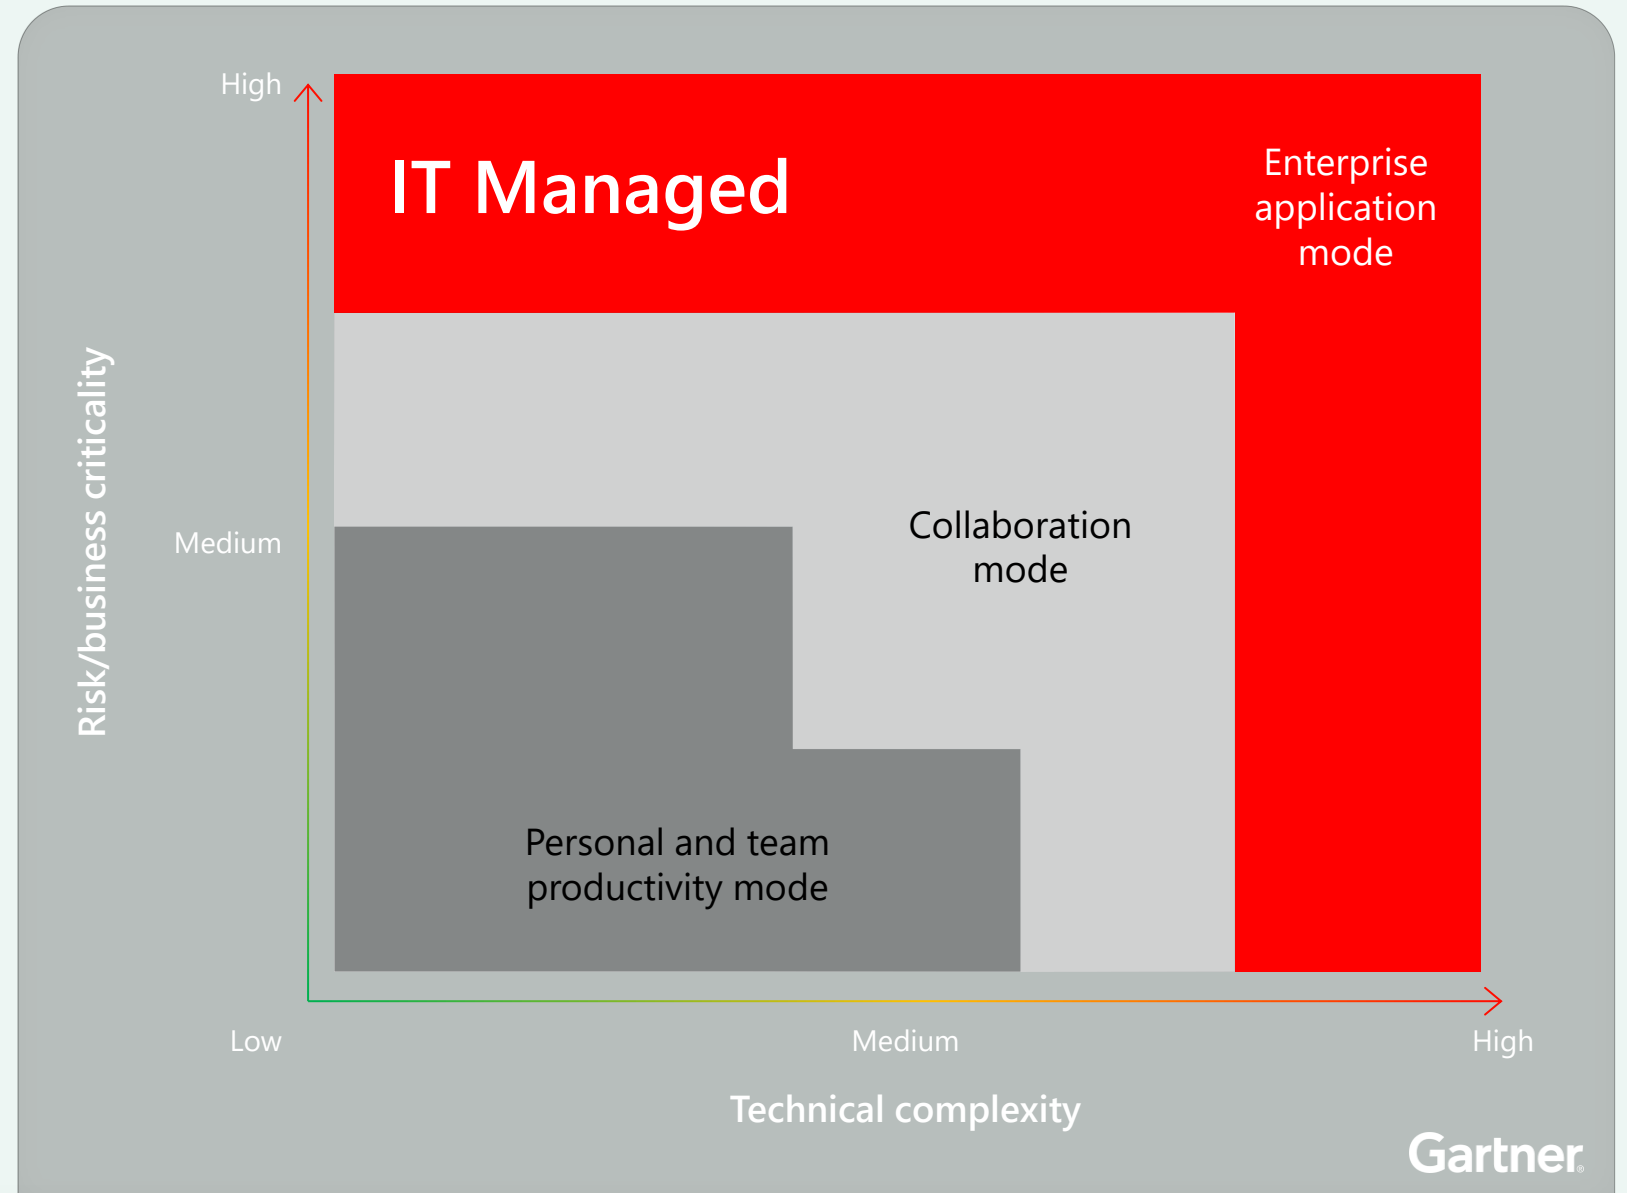 High
IT Managed
Enterprise
application
mode
Risk/business criticality
Medium
Collaboration
mode
Personal and team
productivity mode
Low
Medium
High
Technical complexity
Gartner®